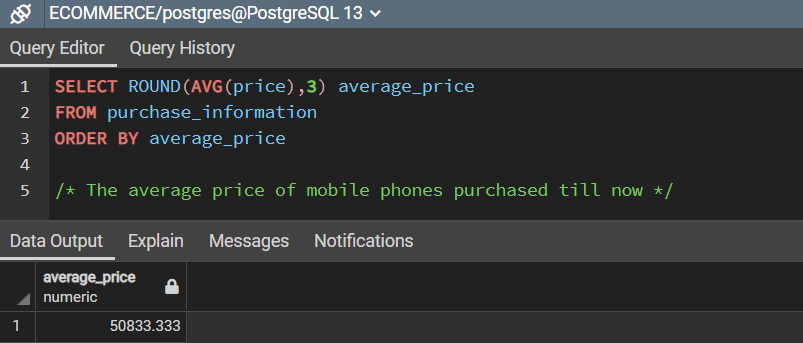 ECOMMERCE/postgres@PostgreSQL 13
Query Editor Query History
1 SELECT ROUND(AVG(price),3) average_price
2 FROM purchase_information
3 ORDER BY average_price
4
5 /* The average price of mobile phones purchased till now */
Data Output Explain Messages Notifications
average_price
numeric
1 50833.333